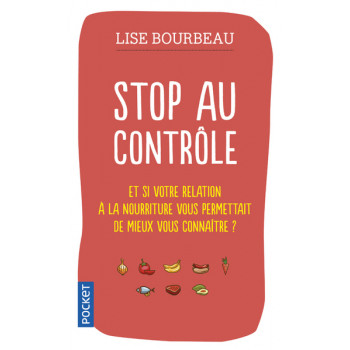 LISE BOURBEAU
STOP AU
CONTRÔLE
ET SI VOTRE RELATION
A LA NOURRITURE VOUS PERMETTAIT
DE MIEUX VOUS CONNAÎTRE ?
POCKET